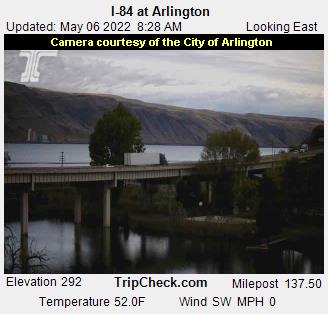 I-84 at Arlington
Updated: May 06 2022 8:28 AM Looking East
Camera courtesy of the City of Arlington
Elevation 292 TripCheck.com Milepost 137.50
Temperature 52.0F Wind SW MPH 0